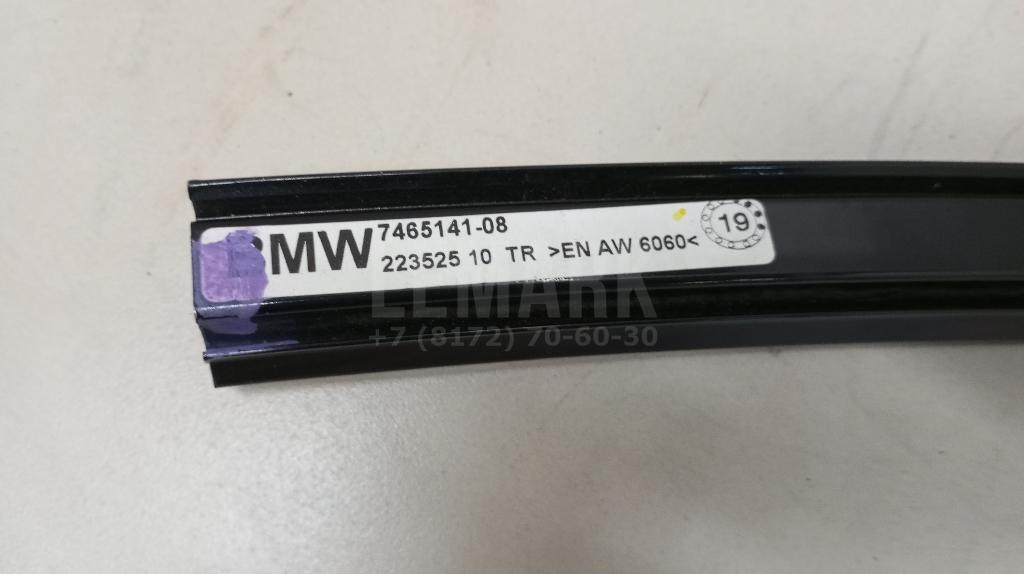 BMW 7465141-08
223525 10 TR >EN AW 6060<
19
ELMARK
+7 (8172) 70-60-30